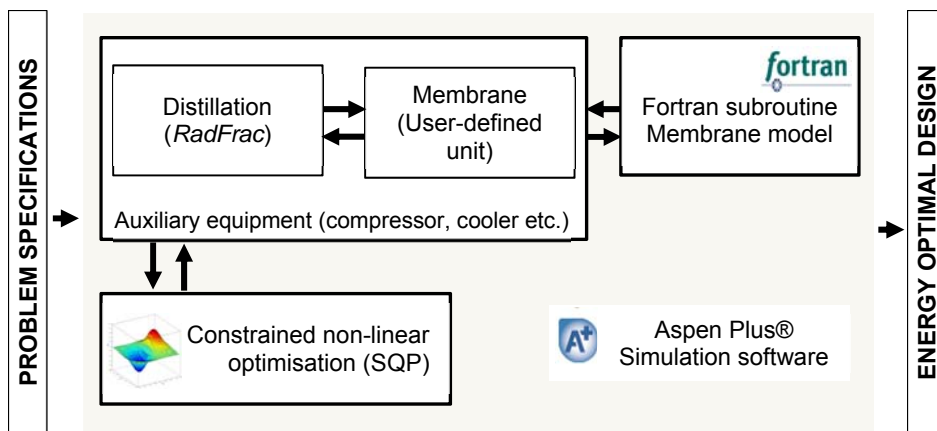 PROBLEM SPECIFICATIONS
Distillation
(RadFrac)
Membrane
(User-defined
unit)
Auxiliary equipment (compressor, cooler etc.)
fortran
Fortran subroutine
Membrane model
Constrained non-linear
optimisation (SQP)
A+
Aspen Plus®
Simulation software
ENERGY OPTIMAL DESIGN